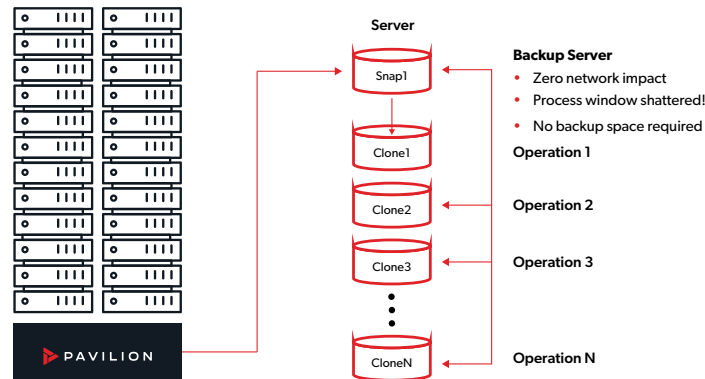 Server
Snap1
Backup Server
• Zero network impact
• Process window shattered!
• No backup space required
Clone1
Operation 1
Clone2
Operation 2
Clone3
Operation 3
PAVILION
CloneN
Operation N